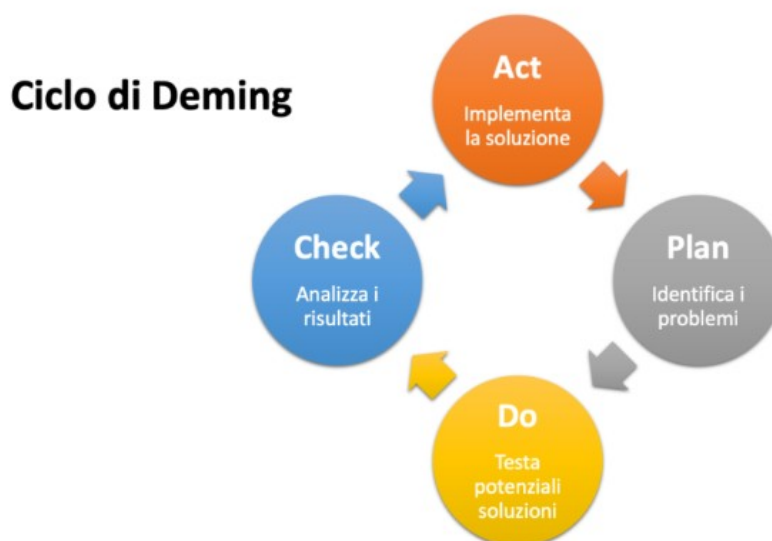 Ciclo di Deming
Act
Implementa
la soluzione
Check
Analizza i
risultati
Plan
Identifica i
problemi
Do
Testa
potenziali
soluzioni